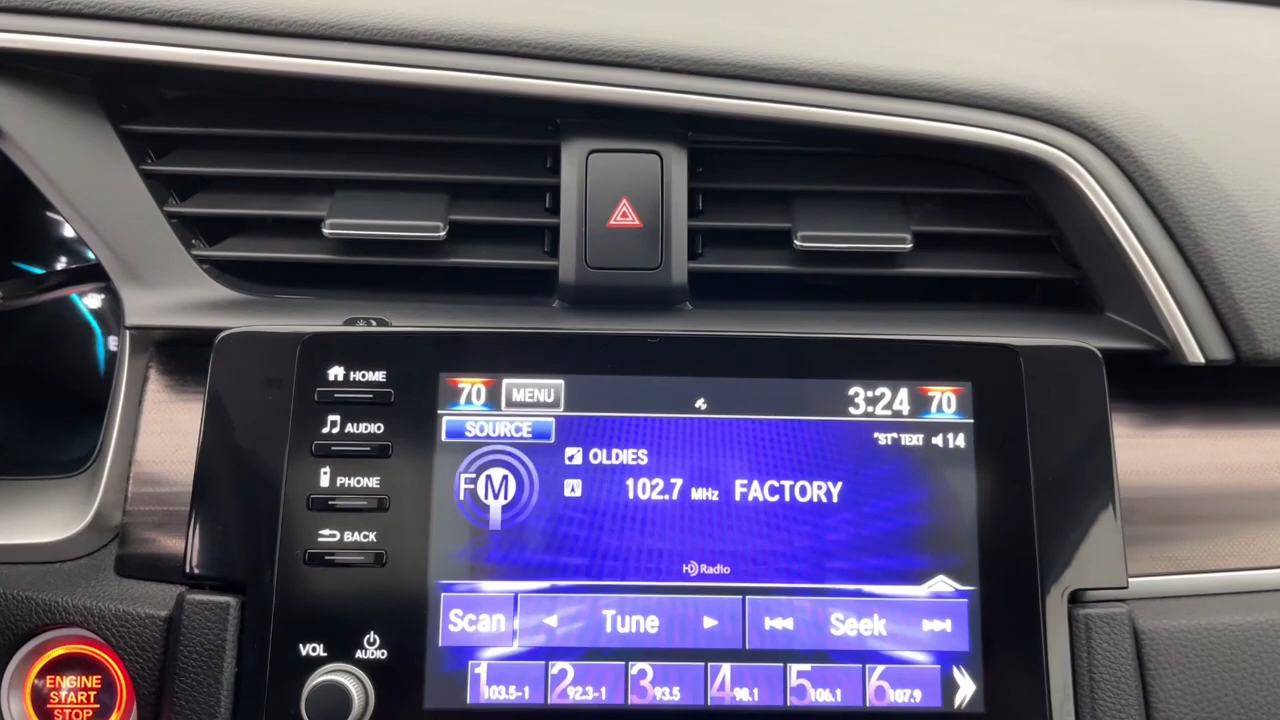 HOME
AUDIO
PHONE
BACK
VOL
AUDIO
ENGINE
START
STOP
70 MENU 3:24 70
SOURCE "ST" TEXT 14
FM
OLDIES
102.7 MHz FACTORY
HD Radio
Scan Tune Seek
1 103.5-1 2 92.3-1 3 93.5 4 98.1 5 106.1 6 107.9